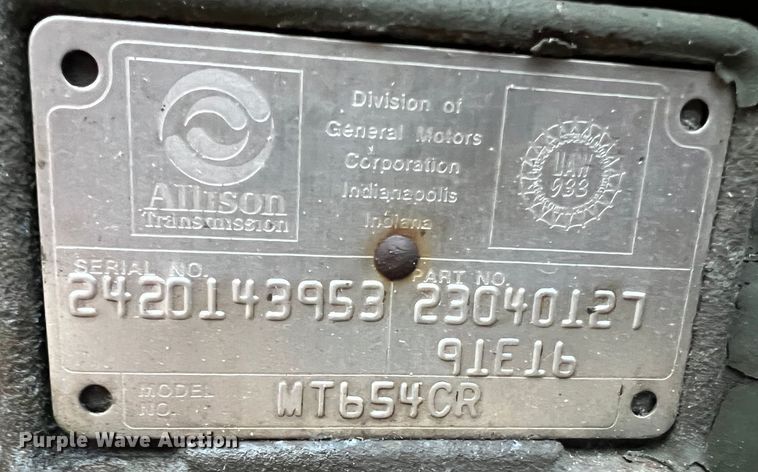 Allison
Transmission
Division of
General Motors
Corporation
Indianapolis
Indiana
UAW
933
SERIAL NO.
2420143953
PART NO.
23040127
91E16
MODEL
NO.
MT654CR
Purple Wave Auction